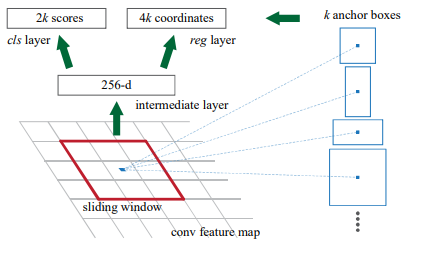 2k scores
4k coordinates
k anchor boxes
cls layer
reg layer
256-d
intermediate layer
sliding window
conv feature map